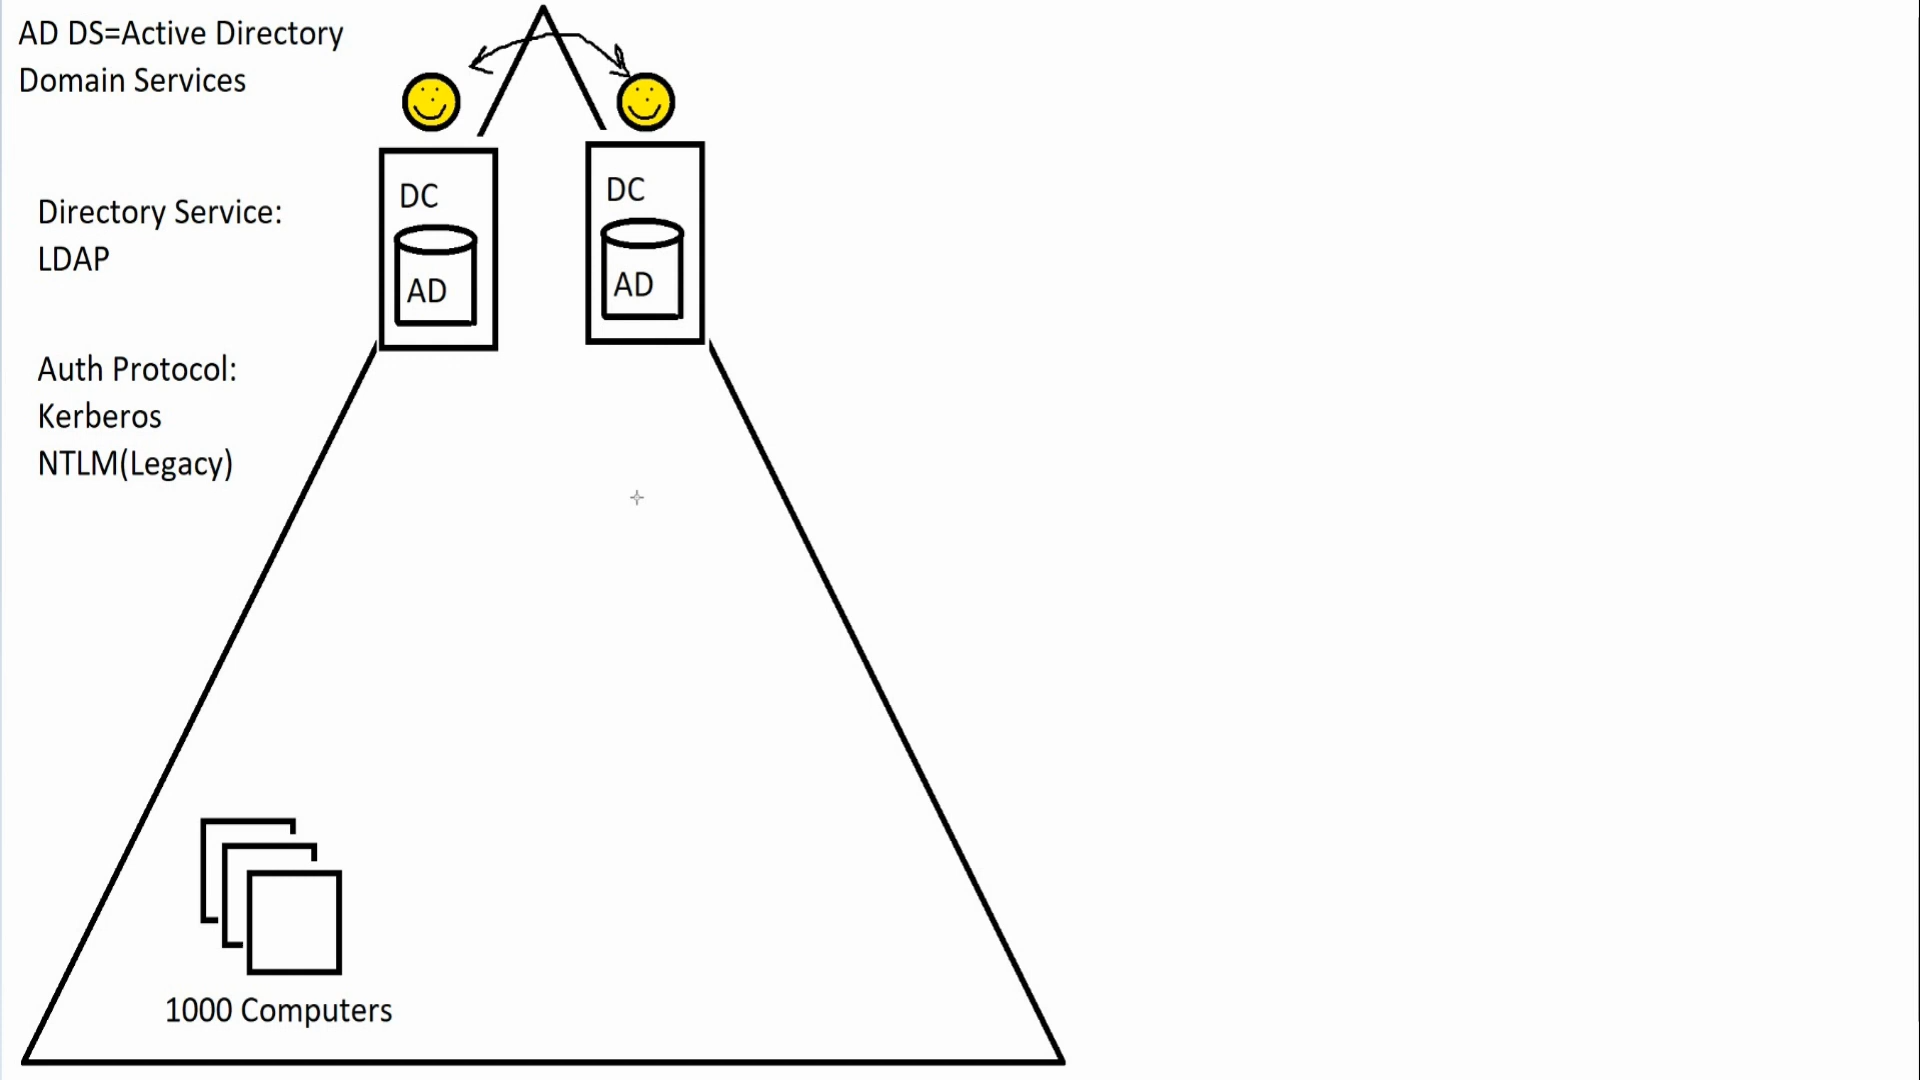 AD DS=Active Directory
Domain Services
Directory Service:
LDAP
Auth Protocol:
Kerberos
NTLM(Legacy)
DC
AD
DC
AD
1000 Computers